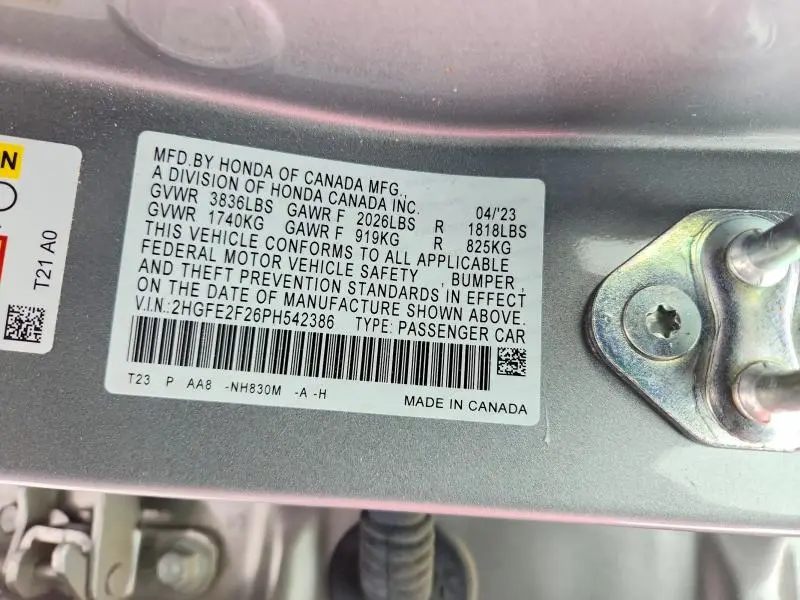 MFD.BY HONDA OF CANADA MFG.,
A DIVISION OF HONDA CANADA INC. 04/'23
GVWR 3836LBS GAWR F 2026LBS R 1818LBS
GVWR 1740KG GAWR F 919KG R 825KG
THIS VEHICLE CONFORMS TO ALL APPLICABLE
FEDERAL MOTOR VEHICLE SAFETY , BUMPER ,
AND THEFT PREVENTION STANDARDS IN EFFECT
ON THE DATE OF MANUFACTURE SHOWN ABOVE.
V.I.N.:2HGFE2F26PH542386 TYPE: PASSENGER CAR
T23 P AA8 -NH830M -A -H
MADE IN CANADA
N
T21 A0